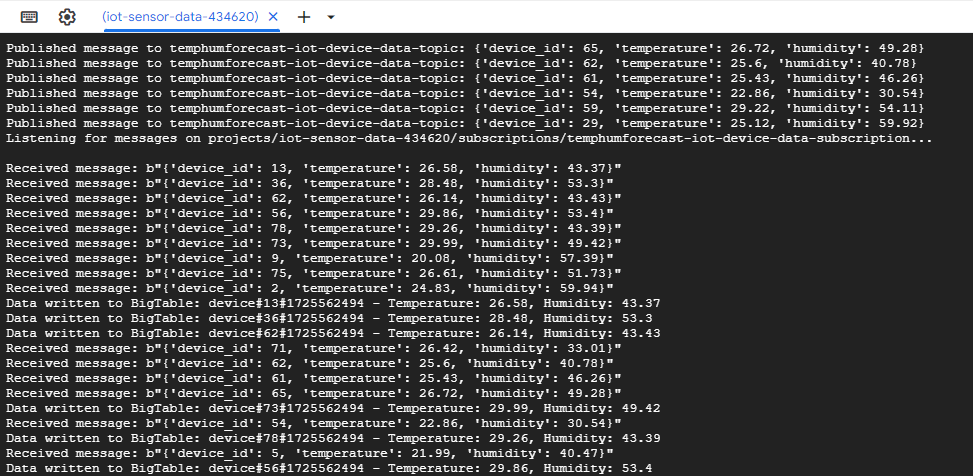 (iot-sensor-data-434620)
Published message to temphumforecast-iot-device-data-topic: {'device_id': 65, 'temperature': 26.72, 'humidity': 49.28}
Published message to temphumforecast-iot-device-data-topic: {'device_id': 62, 'temperature': 25.6, 'humidity': 40.78}
Published message to temphumforecast-iot-device-data-topic: {'device_id': 61, 'temperature': 25.43, 'humidity': 46.26}
Published message to temphumforecast-iot-device-data-topic: {'device_id': 54, 'temperature': 22.86, 'humidity': 30.54}
Published message to temphumforecast-iot-device-data-topic: {'device_id': 59, 'temperature': 29.22, 'humidity': 54.11}
Published message to temphumforecast-iot-device-data-topic: {'device_id': 29, 'temperature': 25.12, 'humidity': 59.92}
Listening for messages on projects/iot-sensor-data-434620/subscriptions/temphumforecast-iot-device-data-subscription...
Received message: b"{'device_id': 13, 'temperature': 26.58, 'humidity': 43.37}"
Received message: b"{'device_id': 36, 'temperature': 28.48, 'humidity': 53.3}"
Received message: b"{'device_id': 62, 'temperature': 26.14, 'humidity': 43.43}"
Received message: b"{'device_id': 56, 'temperature': 29.86, 'humidity': 53.4}"
Received message: b"{'device_id': 78, 'temperature': 29.26, 'humidity': 43.39}"
Received message: b"{'device_id': 73, 'temperature': 29.99, 'humidity': 49.42}"
Received message: b"{'device_id': 9, 'temperature': 20.08, 'humidity': 57.39}"
Received message: b"{'device_id': 75, 'temperature': 26.61, 'humidity': 51.73}"
Received message: b"{'device_id': 2, 'temperature': 24.83, 'humidity': 59.94}"
Data written to BigTable: device#13#1725562494 - Temperature: 26.58, Humidity: 43.37
Data written to BigTable: device#36#1725562494 - Temperature: 28.48, Humidity: 53.3
Data written to BigTable: device#62#1725562494 - Temperature: 26.14, Humidity: 43.43
Received message: b"{'device_id': 71, 'temperature': 26.42, 'humidity': 33.01}"
Received message: b"{'device_id': 62, 'temperature': 25.6, 'humidity': 40.78}"
Received message: b"{'device_id': 61, 'temperature': 25.43, 'humidity': 46.26}"
Received message: b"{'device_id': 65, 'temperature': 26.72, 'humidity': 49.28}"
Data written to BigTable: device#73#1725562494 - Temperature: 29.99, Humidity: 49.42
Received message: b"{'device_id': 54, 'temperature': 22.86, 'humidity': 30.54}"
Data written to BigTable: device#78#1725562494 - Temperature: 29.26, Humidity: 43.39
Received message: b"{'device_id': 5, 'temperature': 21.99, 'humidity': 40.47}"
Data written to BigTable: device#56#1725562494 - Temperature: 29.86, Humidity: 53.4